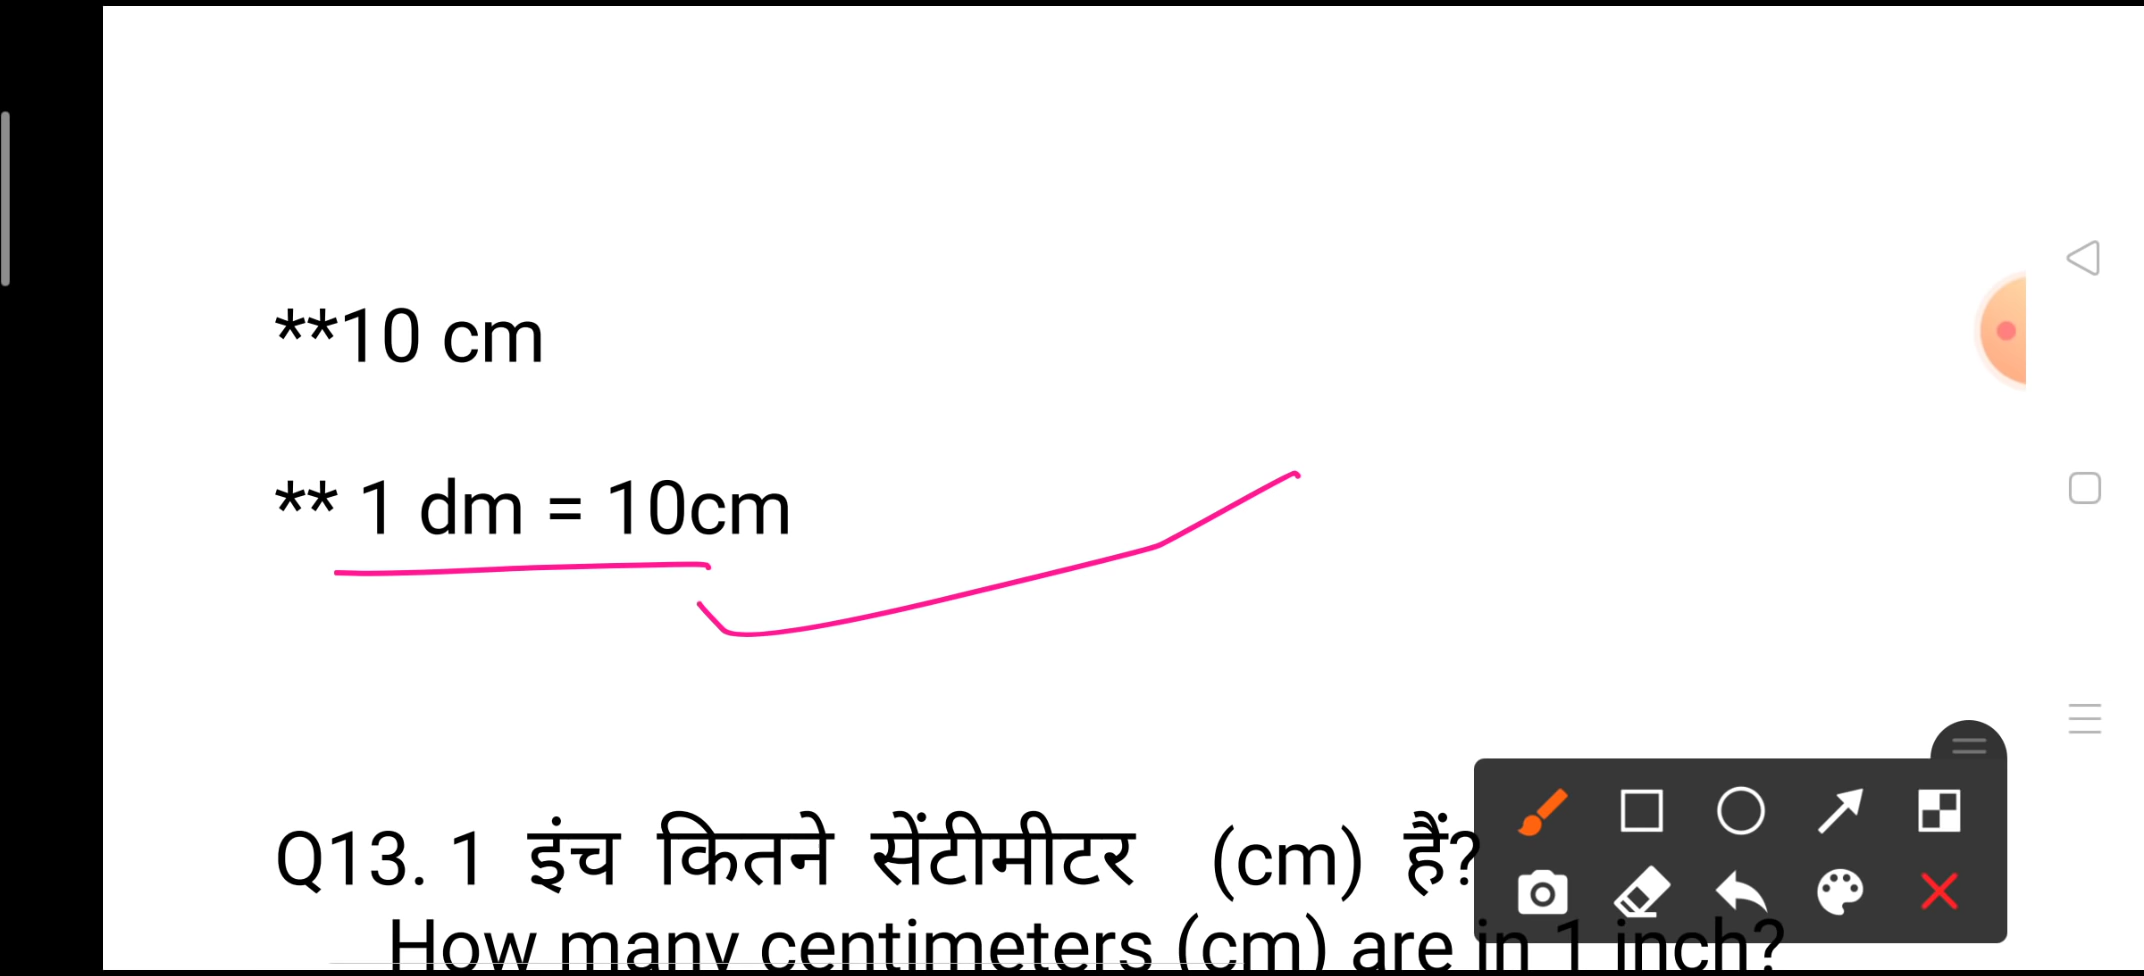 **10 cm
** 1 dm = 10cm
Q13. 1 इंच कितने सेंटीमीटर (cm) हैं?
How many centimeters (cm) are in 1 inch?